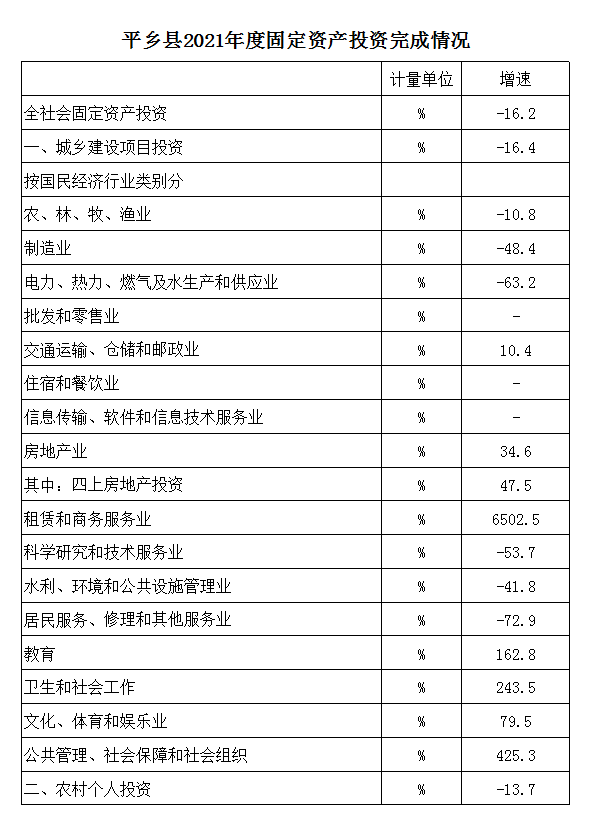 平乡县2021年度固定资产投资完成情况
计量单位 增速
全社会固定资产投资 % -16.2
一、城乡建设项目投资 % -16.4
按国民经济行业类别分
农、林、牧、渔业 % -10.8
制造业 % -48.4
电力、热力、燃气及水生产和供应业 % -63.2
批发和零售业 % -
交通运输、仓储和邮政业 % 10.4
住宿和餐饮业 % -
信息传输、软件和信息技术服务业 % -
房地产业 % 34.6
其中：四上房地产投资 % 47.5
租赁和商务服务业 % 6502.5
科学研究和技术服务业 % -53.7
水利、环境和公共设施管理业 % -41.8
居民服务、修理和其他服务业 % -72.9
教育 % 162.8
卫生和社会工作 % 243.5
文化、体育和娱乐业 % 79.5
公共管理、社会保障和社会组织 % 425.3
二、农村个人投资 % -13.7